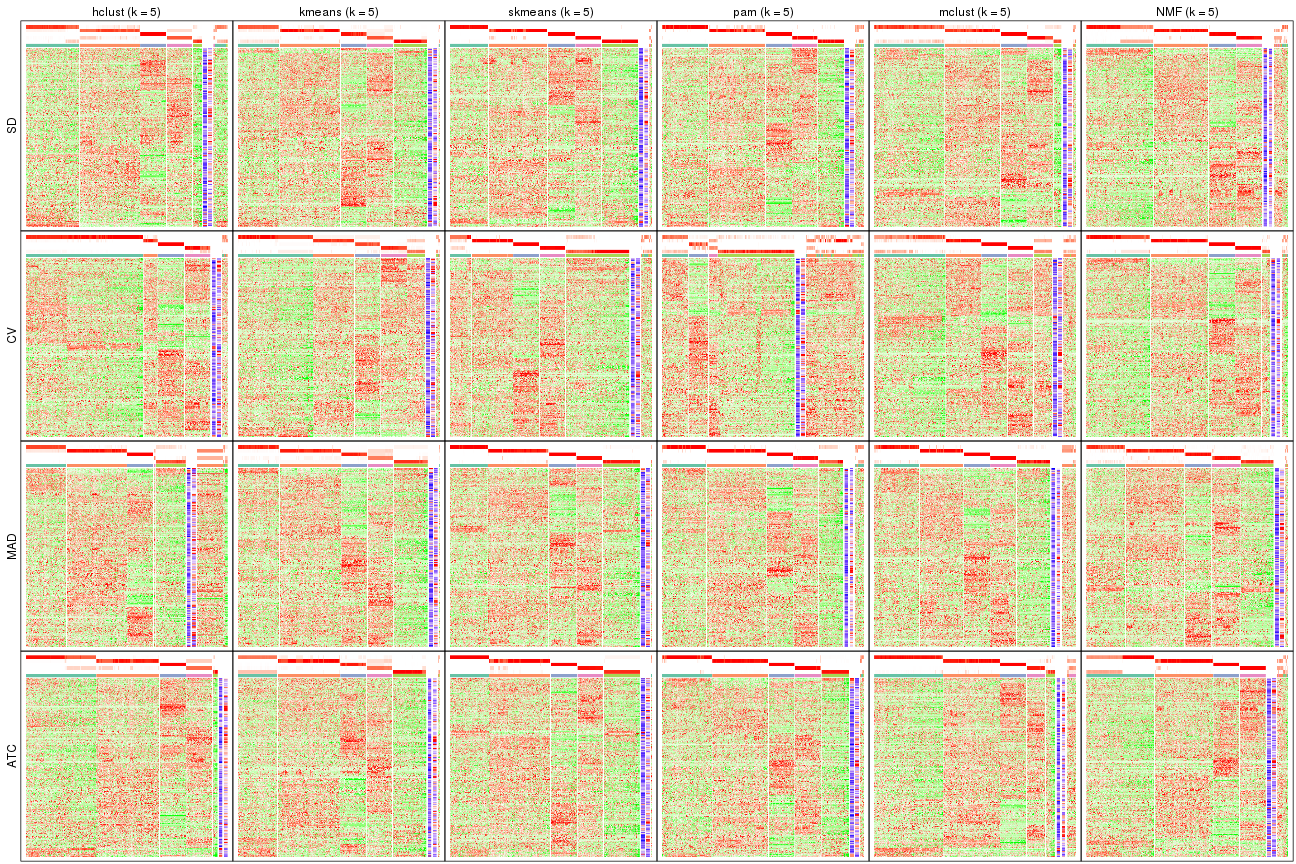 hclust (k = 5) kmeans (k = 5) skmeans (k = 5) pam (k = 5) mclust (k = 5) NMF (k = 5)
SD
CV
MAD
ATC